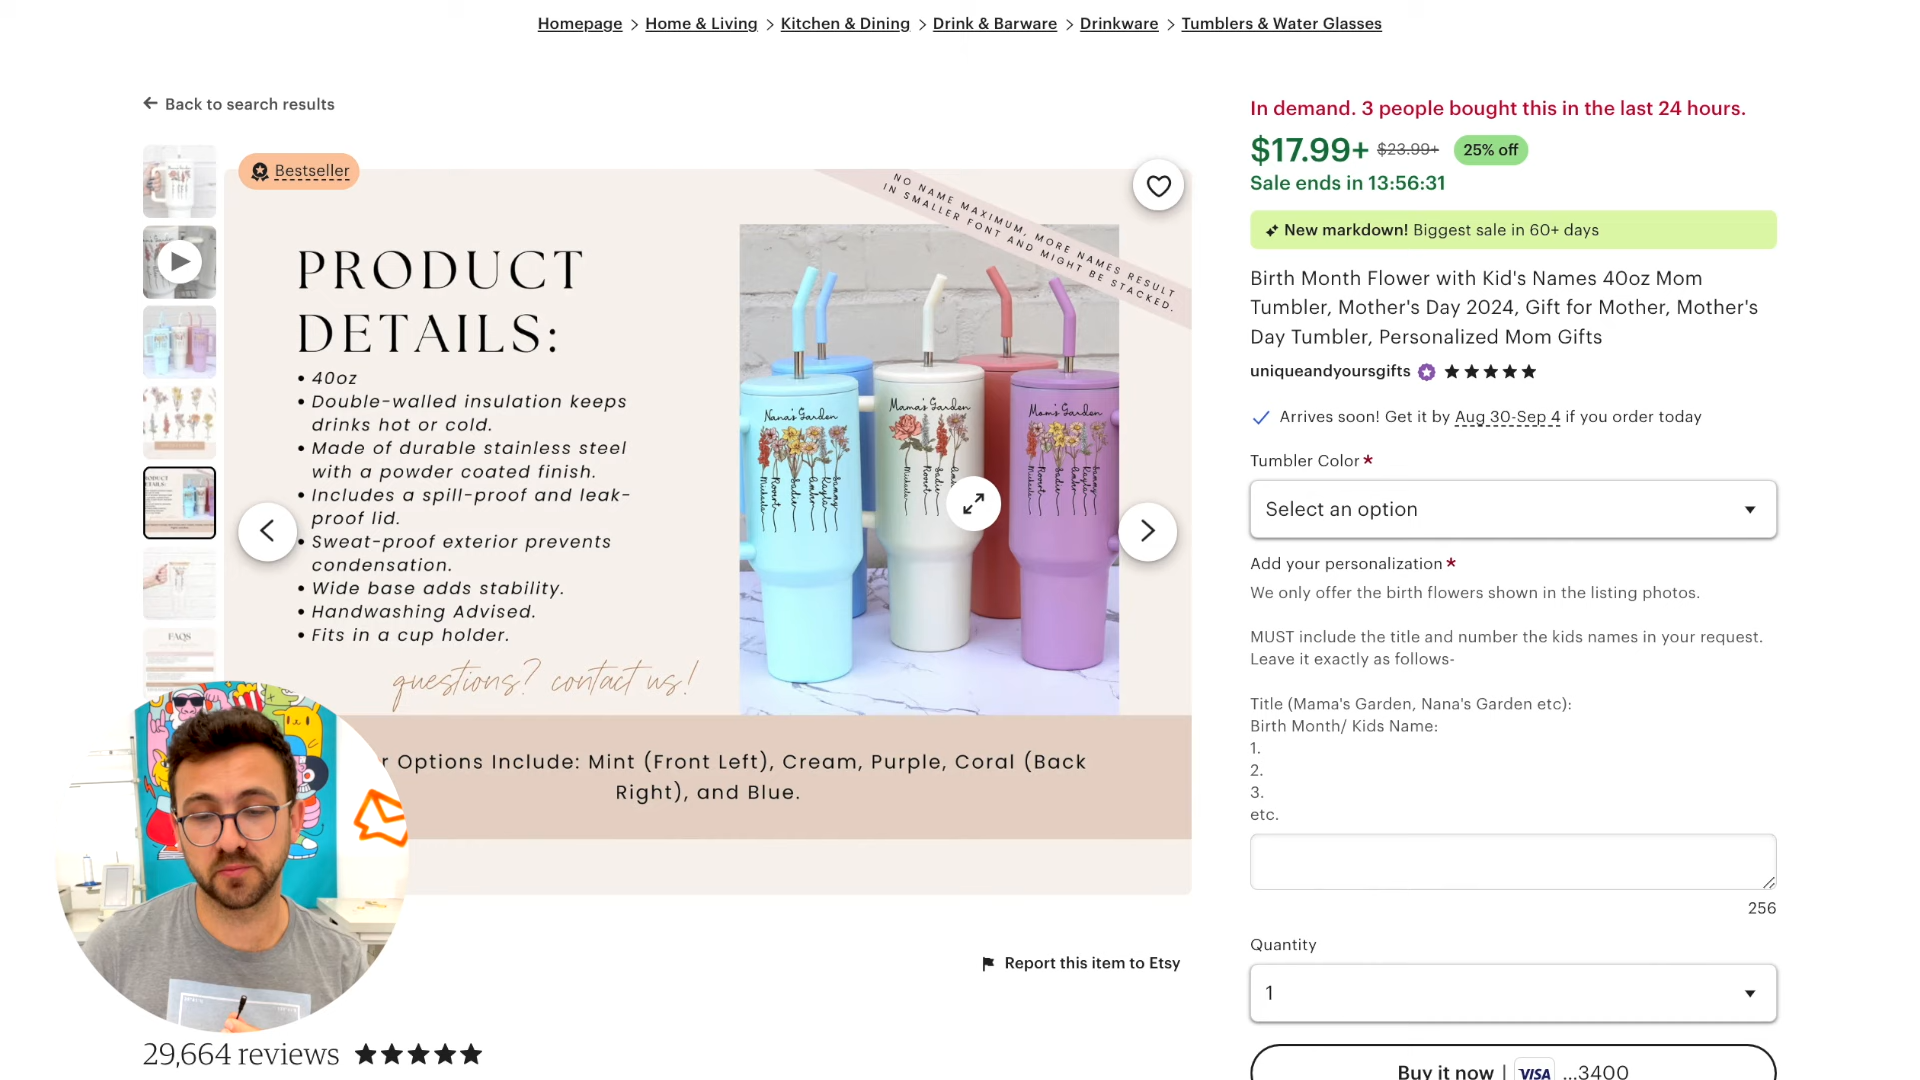 Homepage > Home & Living > Kitchen & Dining > Drink & Barware > Drinkware > Tumblers & Water Glasses
Back to search results
Bestseller
NO NAME MAXIMUM, MORE NAMES RESULT
IN SMALLER FONT AND MIGHT BE STACKED.
PRODUCT
DETAILS:
• 40oz
• Double-walled insulation keeps
drinks hot or cold.
• Made of durable stainless steel
with a powder coated finish.
• Includes a spill-proof and leak-
proof lid.
• Sweat-proof exterior prevents
condensation.
• Wide base adds stability.
• Handwashing Advised.
• Fits in a cup holder.
questions? contact us!
Nana's Garden
Mama's Garden
Mom's Garden
r Options Include: Mint (Front Left), Cream, Purple, Coral (Back
Right), and Blue.
FAQS
Report this item to Etsy
29,664 reviews
In demand. 3 people bought this in the last 24 hours.
$17.99+ $23.99+ 25% off
Sale ends in 13:56:31
New markdown! Biggest sale in 60+ days
Birth Month Flower with Kid's Names 40oz Mom
Tumbler, Mother's Day 2024, Gift for Mother, Mother's
Day Tumbler, Personalized Mom Gifts
uniqueandyoursgifts
Arrives soon! Get it by Aug 30-Sep 4 if you order today
Tumbler Color *
Select an option
Add your personalization *
We only offer the birth flowers shown in the listing photos.
MUST include the title and number the kids names in your request.
Leave it exactly as follows-
Title (Mama's Garden, Nana's Garden etc):
Birth Month/ Kids Name:
1.
2.
3.
etc.
256
Quantity
1
Buy it now | VISA ...3400